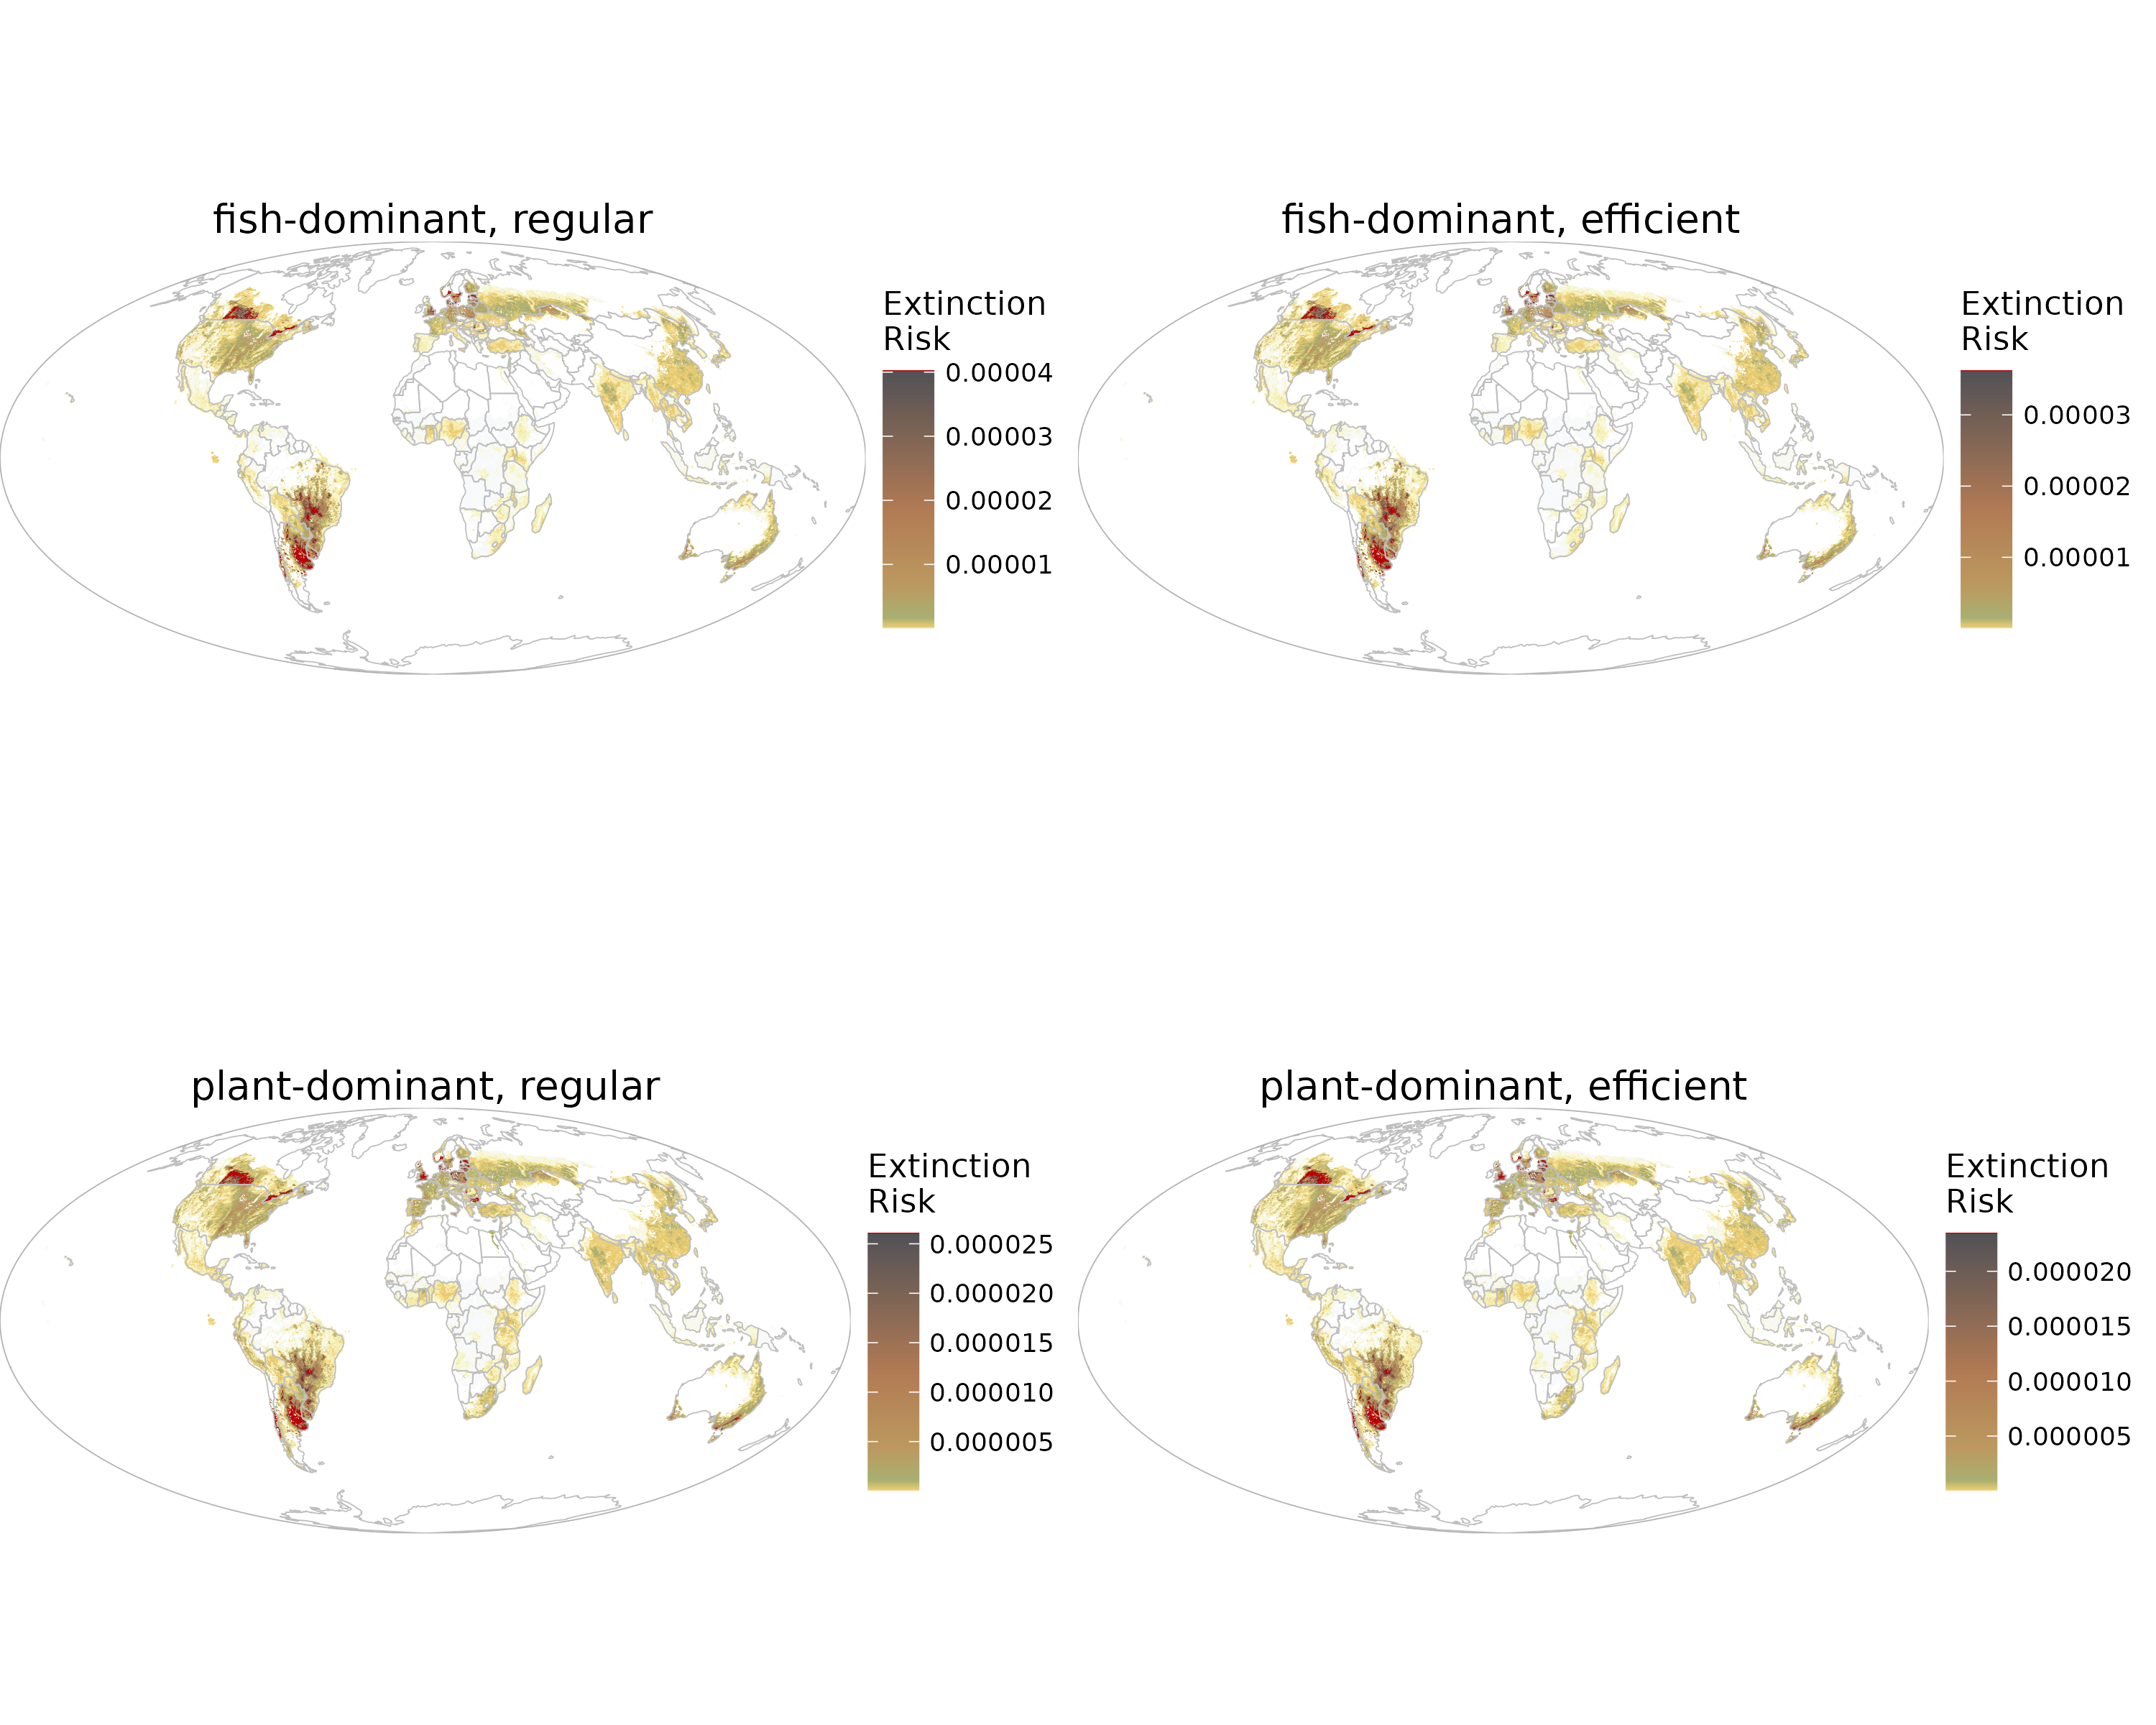 fish-dominant, regular
Extinction
Risk
0.00004
0.00003
0.00002
0.00001
fish-dominant, efficient
Extinction
Risk
0.00003
0.00002
0.00001
plant-dominant, regular
Extinction
Risk
0.000025
0.000020
0.000015
0.000010
0.000005
plant-dominant, efficient
Extinction
Risk
0.000020
0.000015
0.000010
0.000005